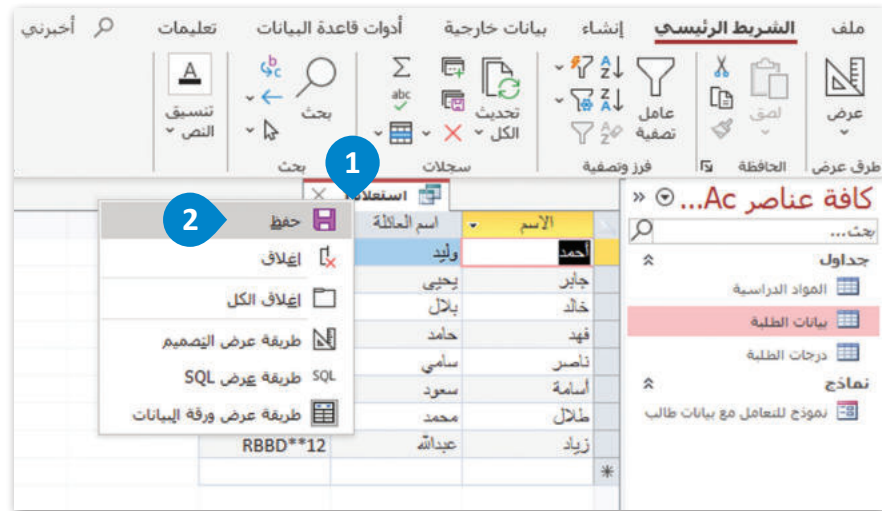 ملف الشريط الرئيسي إنشاء بيانات خارجية أدوات قاعدة البيانات تعليمات أخبرني
عرض
لصق
عامل تصفية
تحديث الكل
بحث
تنسيق النص
طرق عرض الحافظة فرز وتصفية سجلات بحث
1
كافة عناصر Ac...
بحث...
جداول
المواد الدراسية
بيانات الطلبة
درجات الطلبة
نماذج
نموذج للتعامل مع بيانات طالب
الاسم اسم العائلة
أحمد وليد
جابر يحيى
خالد بلال
فهد حامد
ناصر سامي
أسامة سعود
طلال محمد
زياد عبدالله RBBD**12
2
حفظ
إغلاق
إغلاق الكل
طريقة عرض التصميم
SQL طريقة عرض SQL
طريقة عرض ورقة البيانات